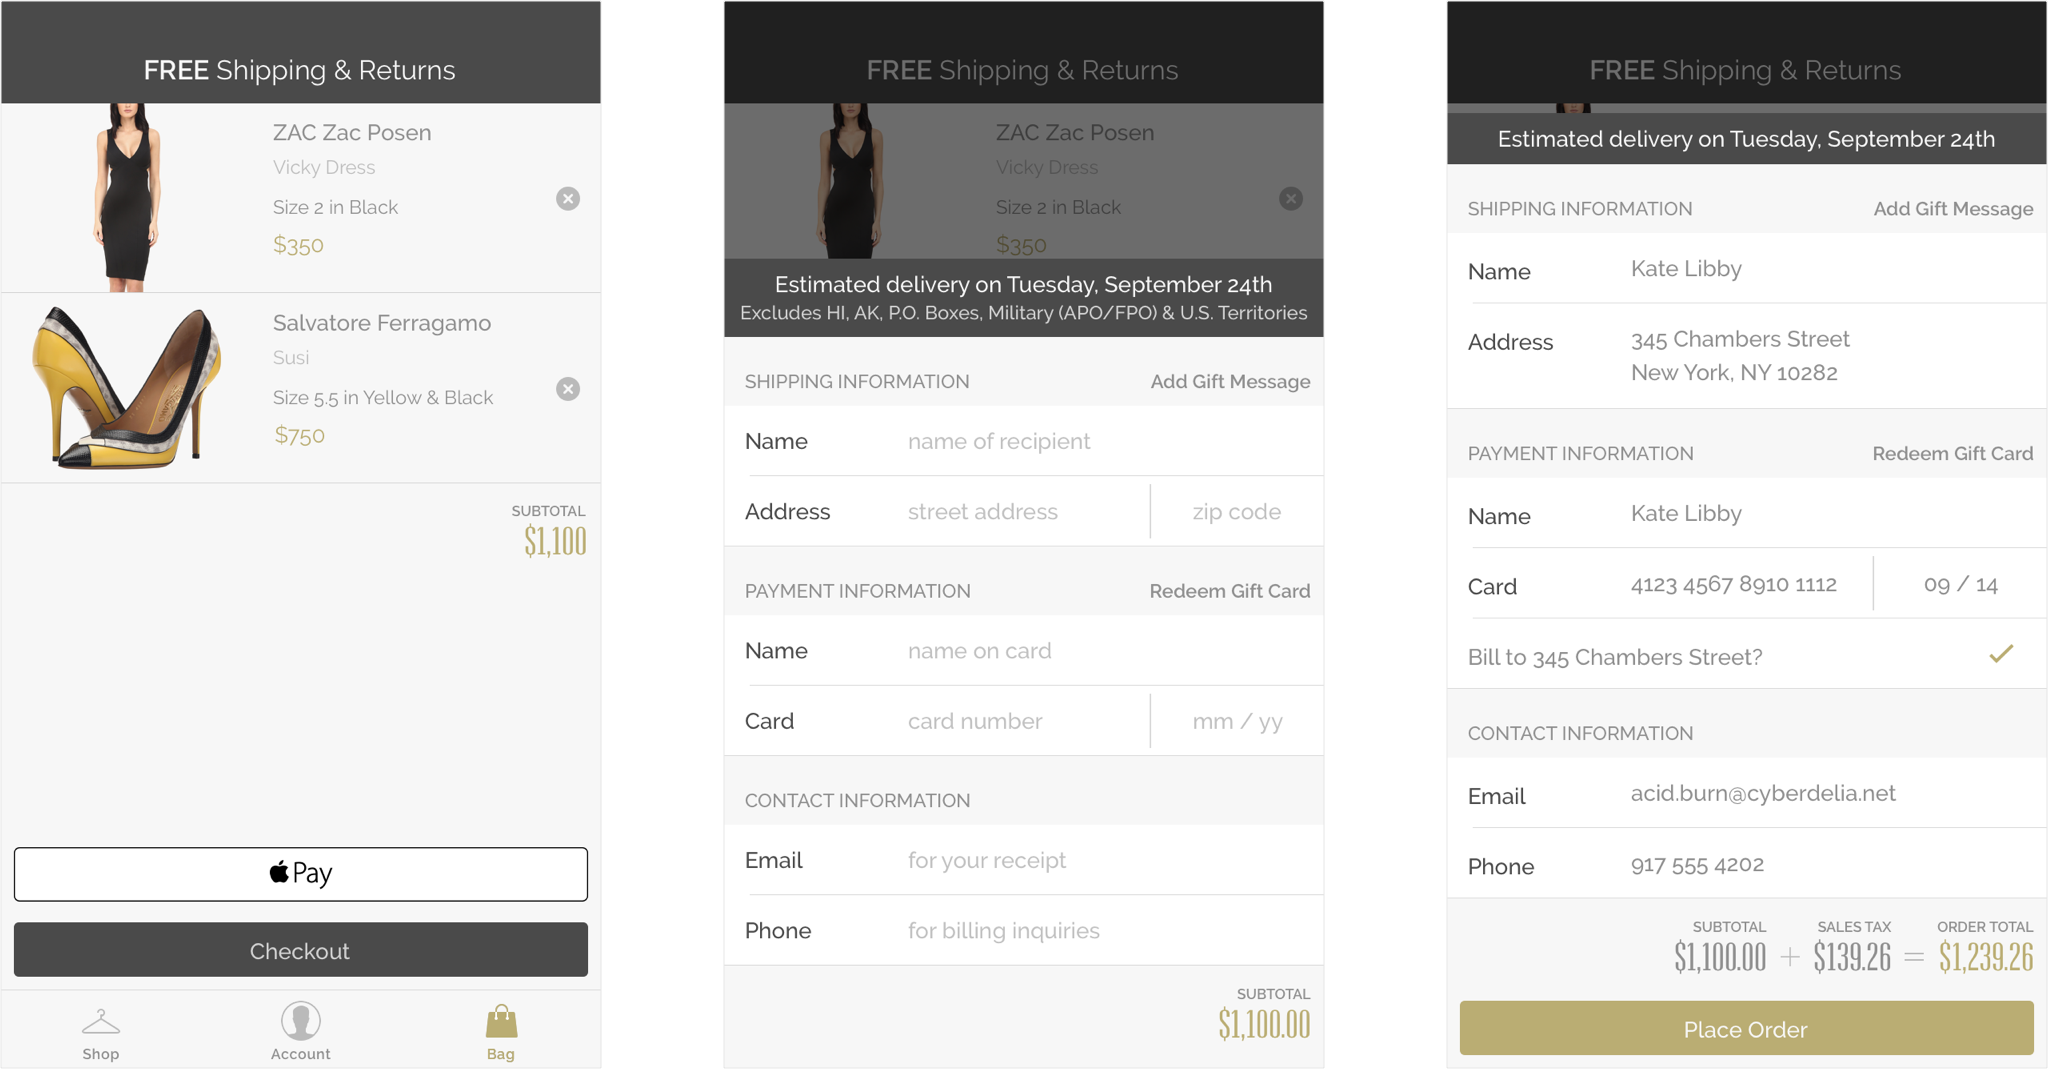 FREE Shipping & Returns
ZAC Zac Posen
Vicky Dress
Size 2 in Black
$350
Salvatore Ferragamo
Susi
Size 5.5 in Yellow & Black
$750
SUBTOTAL
$1,100
Pay
Checkout
Shop
Account
Bag
FREE Shipping & Returns
ZAC Zac Posen
Vicky Dress
Size 2 in Black
$350
Estimated delivery on Tuesday, September 24th
Excludes HI, AK, P.O. Boxes, Military (APO/FPO) & U.S. Territories
SHIPPING INFORMATION Add Gift Message
Name name of recipient
Address street address zip code
PAYMENT INFORMATION Redeem Gift Card
Name name on card
Card card number mm / yy
CONTACT INFORMATION
Email for your receipt
Phone for billing inquiries
SUBTOTAL
$1,100.00
FREE Shipping & Returns
Estimated delivery on Tuesday, September 24th
SHIPPING INFORMATION Add Gift Message
Name Kate Libby
Address 345 Chambers Street
New York, NY 10282
PAYMENT INFORMATION Redeem Gift Card
Name Kate Libby
Card 4123 4567 8910 1112 09 / 14
Bill to 345 Chambers Street?
CONTACT INFORMATION
Email acid.burn@cyberdelia.net
Phone 917 555 4202
SUBTOTAL SALES TAX ORDER TOTAL
$1,100.00 + $139.26 = $1,239.26
Place Order